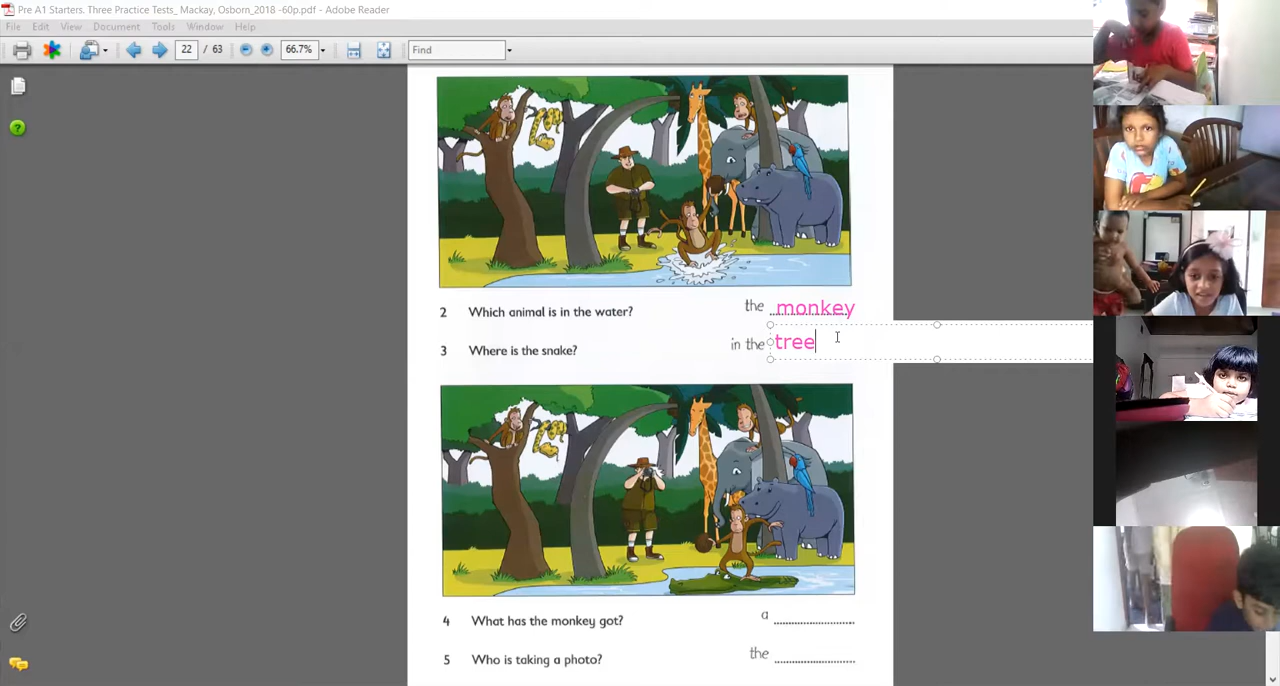 Pre A1 Starters. Three Practice Tests_ Mackay, Osborn_2018 -60p.pdf - Adobe Reader
File Edit View Document Tools Window Help
22 / 63 66.7% Find
2 Which animal is in the water? the monkey
3 Where is the snake? in the tree
4 What has the monkey got? a
5 Who is taking a photo? the